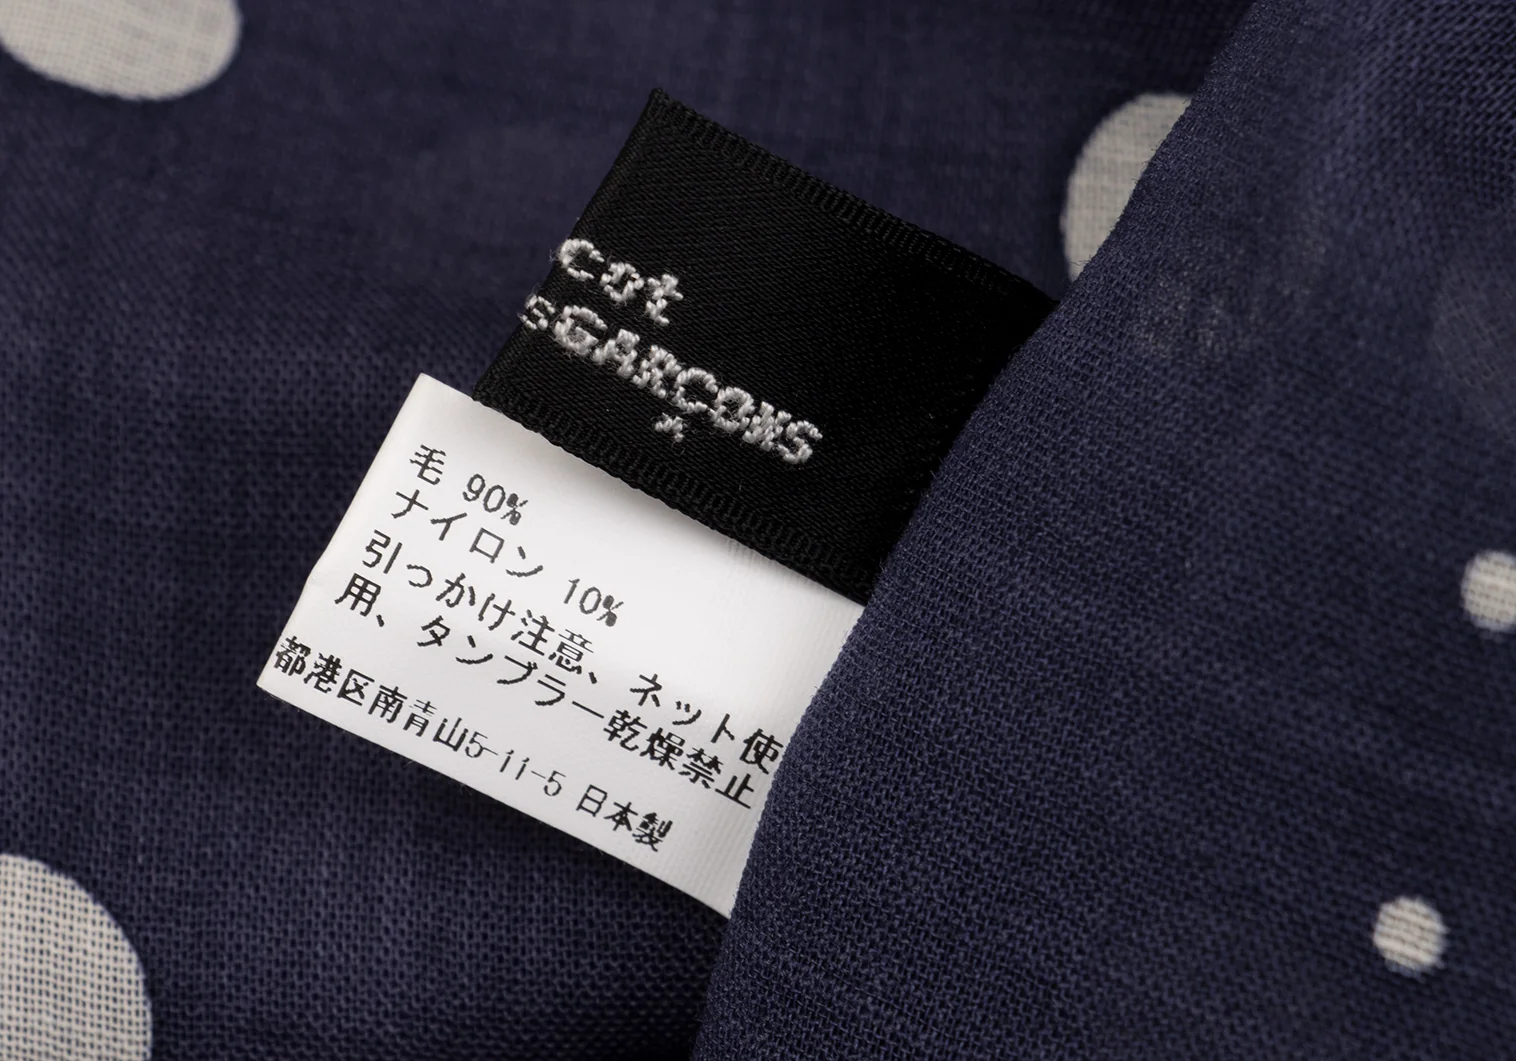 cot
sGARCONS
毛 90%
ナイロン 10%
引っかけ注意、ネット使
用、タンブラー乾燥禁止
都港区南青山5-11-5 日本製